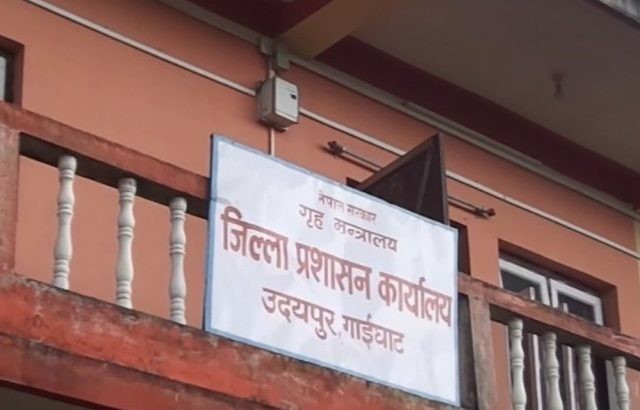 नेपाल सरकार
गृह मन्त्रालय
जिल्ला प्रशासन कार्यालय
उदयपुर, गाईघाट